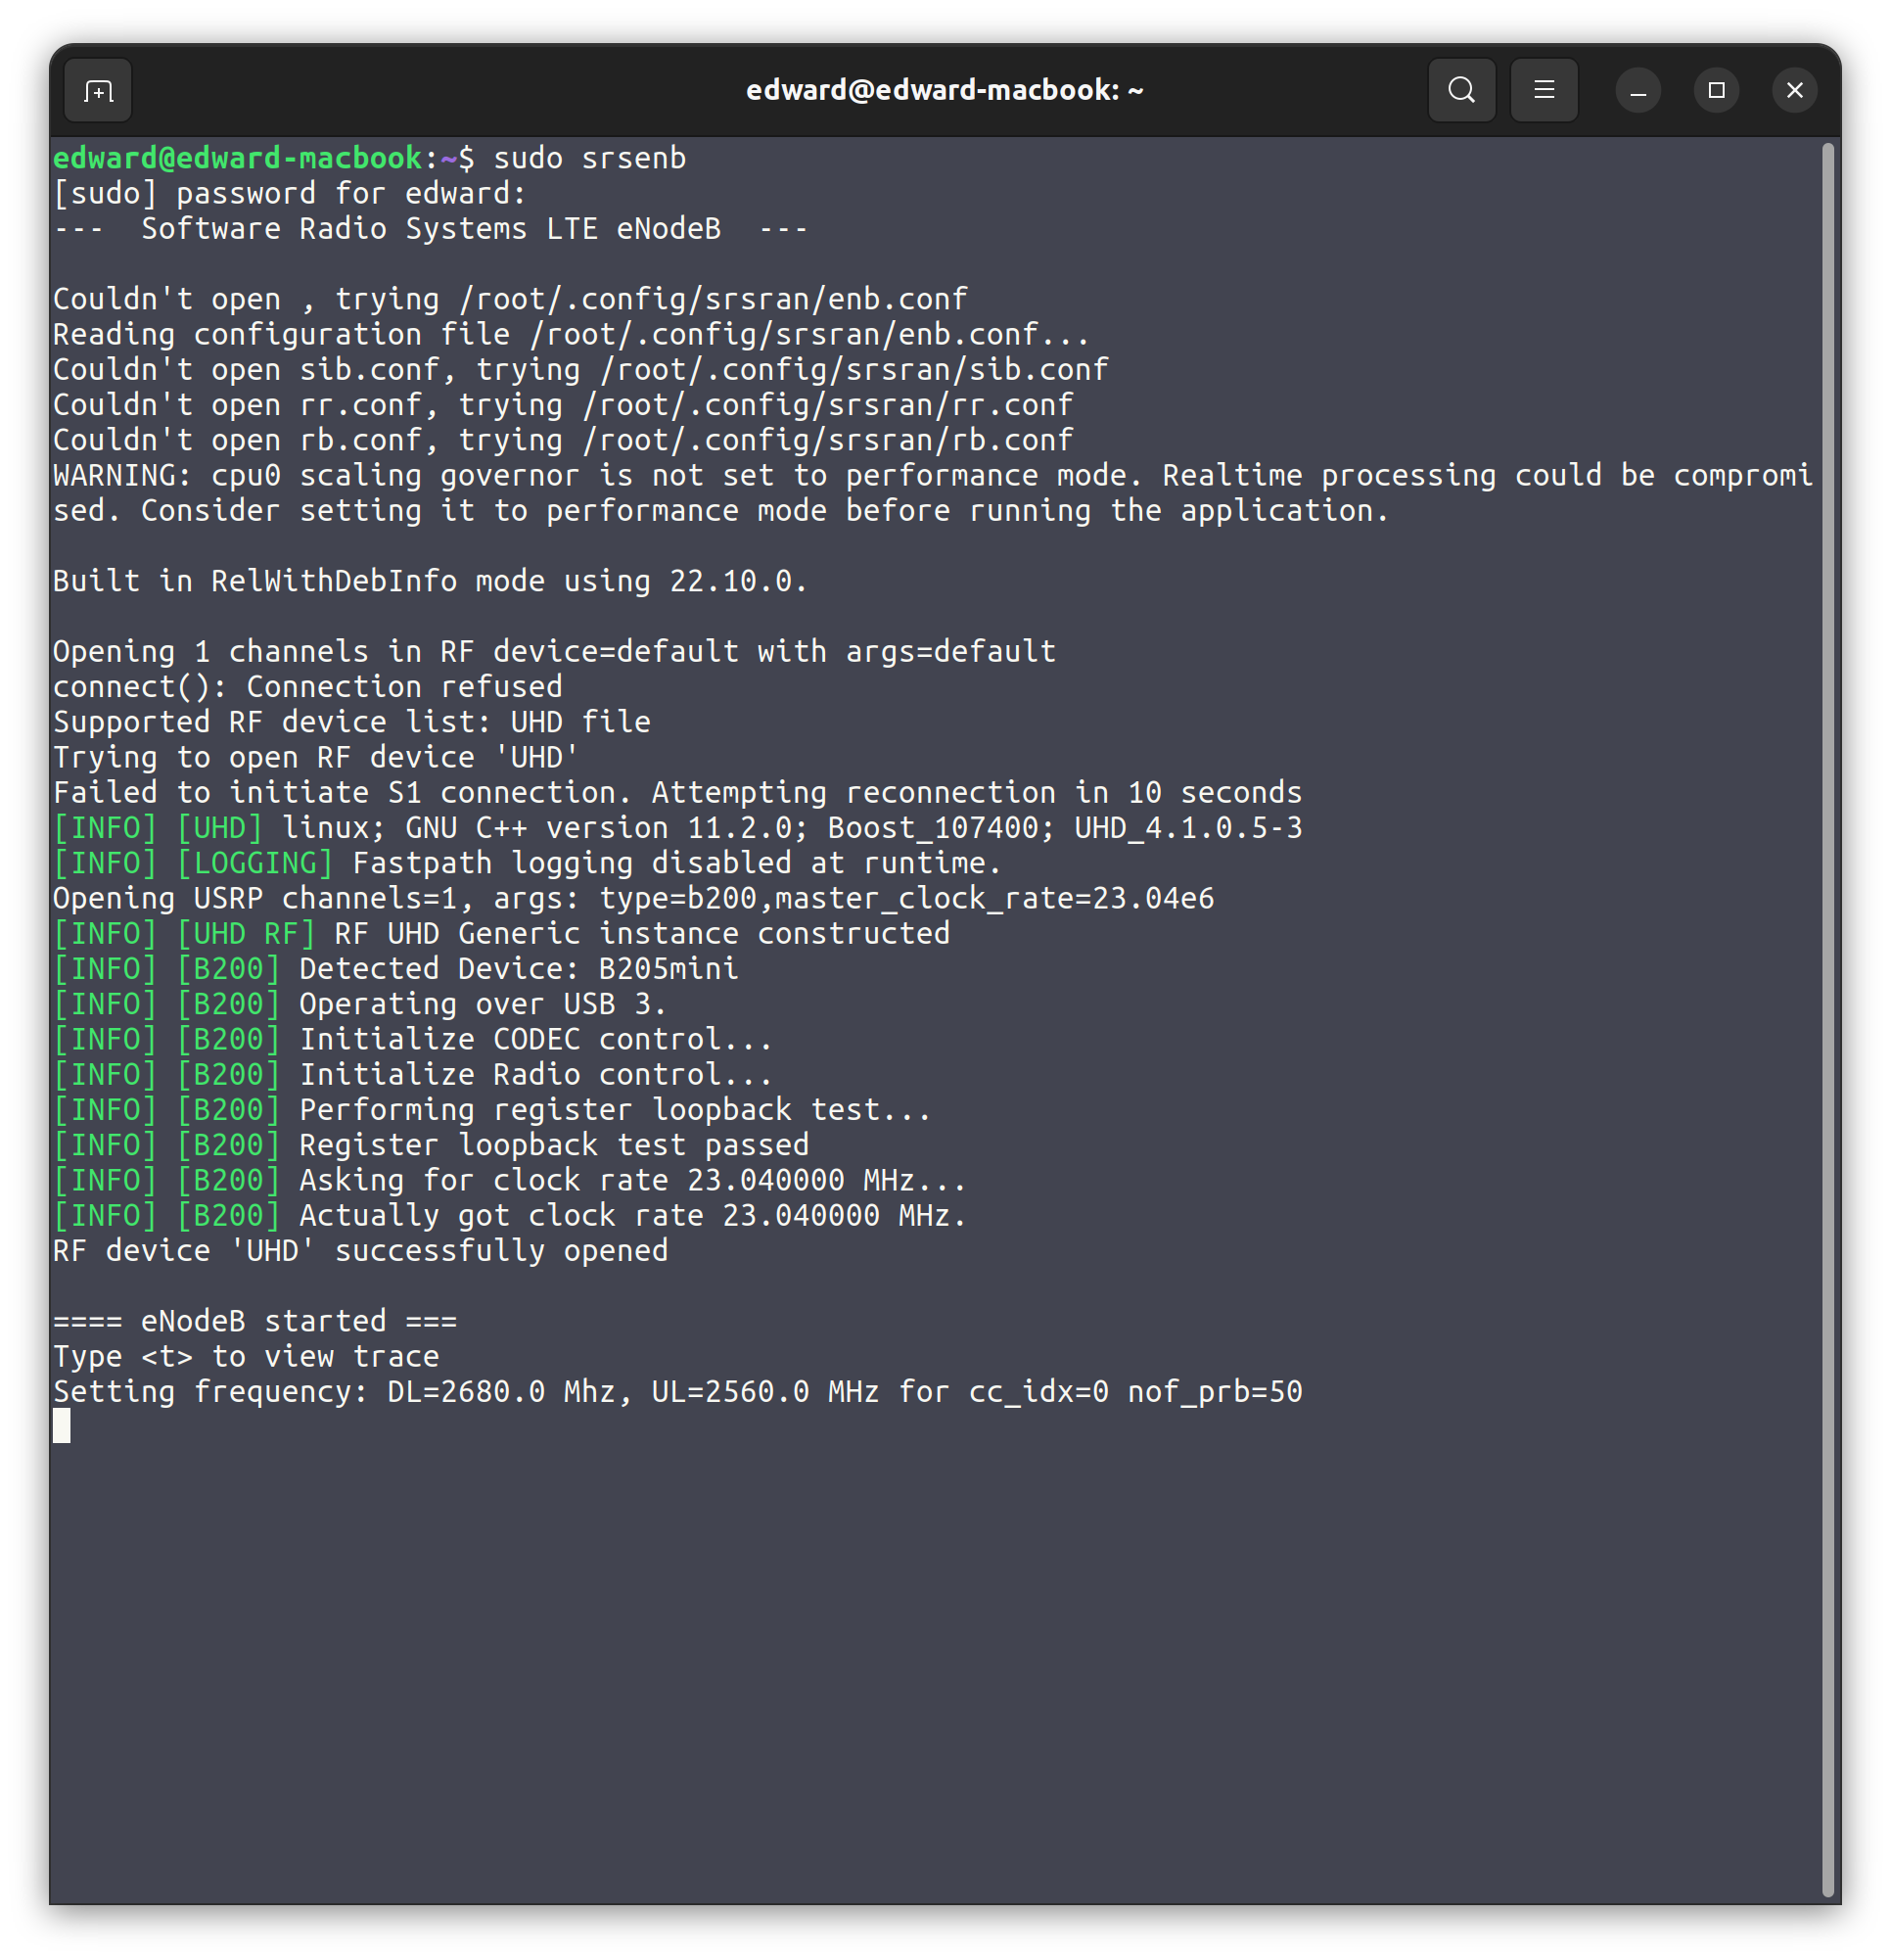 edward@edward-macbook: ~
edward@edward-macbook:~$ sudo srsenb
[sudo] password for edward:
---  Software Radio Systems LTE eNodeB  ---
Couldn't open , trying /root/.config/srsran/enb.conf
Reading configuration file /root/.config/srsran/enb.conf...
Couldn't open sib.conf, trying /root/.config/srsran/sib.conf
Couldn't open rr.conf, trying /root/.config/srsran/rr.conf
Couldn't open rb.conf, trying /root/.config/srsran/rb.conf
WARNING: cpu0 scaling governor is not set to performance mode. Realtime processing could be compromi
sed. Consider setting it to performance mode before running the application.
Built in RelWithDebInfo mode using 22.10.0.
Opening 1 channels in RF device=default with args=default
connect(): Connection refused
Supported RF device list: UHD file
Trying to open RF device 'UHD'
Failed to initiate S1 connection. Attempting reconnection in 10 seconds
[INFO] [UHD] linux; GNU C++ version 11.2.0; Boost_107400; UHD_4.1.0.5-3
[INFO] [LOGGING] Fastpath logging disabled at runtime.
Opening USRP channels=1, args: type=b200,master_clock_rate=23.04e6
[INFO] [UHD RF] RF UHD Generic instance constructed
[INFO] [B200] Detected Device: B205mini
[INFO] [B200] Operating over USB 3.
[INFO] [B200] Initialize CODEC control...
[INFO] [B200] Initialize Radio control...
[INFO] [B200] Performing register loopback test...
[INFO] [B200] Register loopback test passed
[INFO] [B200] Asking for clock rate 23.040000 MHz...
[INFO] [B200] Actually got clock rate 23.040000 MHz.
RF device 'UHD' successfully opened
==== eNodeB started ===
Type <t> to view trace
Setting frequency: DL=2680.0 Mhz, UL=2560.0 MHz for cc_idx=0 nof_prb=50